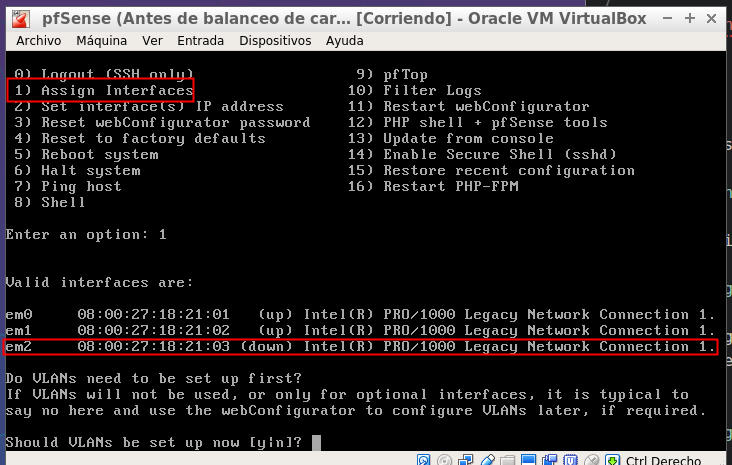 pfSense (Antes de balanceo de car... [Corriendo] - Oracle VM VirtualBox
Archivo Máquina Ver Entrada Dispositivos Ayuda
0) Logout (SSH only) 9) pfTop
1) Assign Interfaces 10) Filter Logs
2) Set interface(s) IP address 11) Restart webConfigurator
3) Reset webConfigurator password 12) PHP shell + pfSense tools
4) Reset to factory defaults 13) Update from console
5) Reboot system 14) Enable Secure Shell (sshd)
6) Halt system 15) Restore recent configuration
7) Ping host 16) Restart PHP-FPM
8) Shell
Enter an option: 1
Valid interfaces are:
em0 08:00:27:18:21:01 (up) Intel(R) PRO/1000 Legacy Network Connection 1.
em1 08:00:27:18:21:02 (up) Intel(R) PRO/1000 Legacy Network Connection 1.
em2 08:00:27:18:21:03 (down) Intel(R) PRO/1000 Legacy Network Connection 1.
Do VLANs need to be set up first?
If VLANs will not be used, or only for optional interfaces, it is typical to
say no here and use the webConfigurator to configure VLANs later, if required.
Should VLANs be set up now [y|n]?
Ctrl Derecho